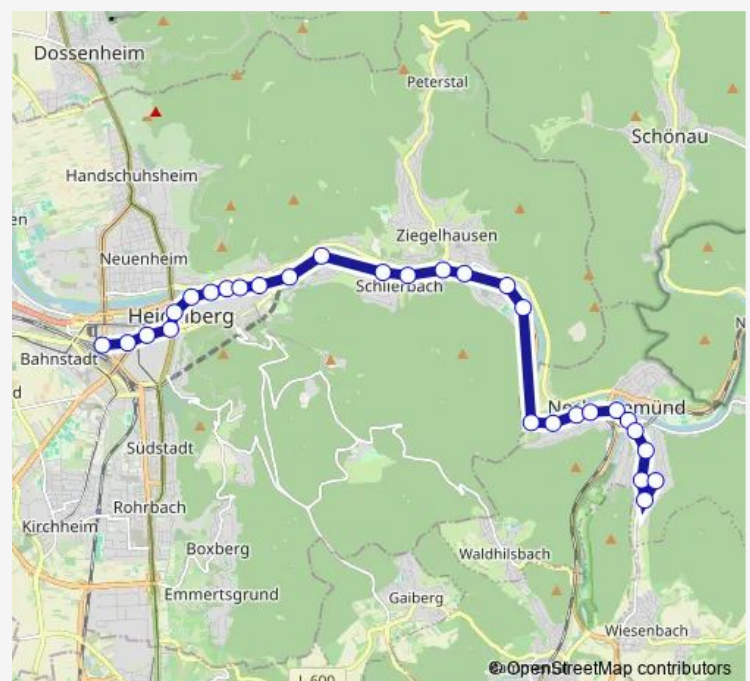 Dossenheim
Peterstal
Schönau
Handschuhsheim
en
Ziegelhausen
Neuenheim
Schlierbach
Bahnstadt
d
Südstadt
Rohrbach
Kirchheim
Boxberg
Waldhilsbach
Emmertsgrund
Gaiberg
Wiesenbach
L 600
OpenStreetMap contributors